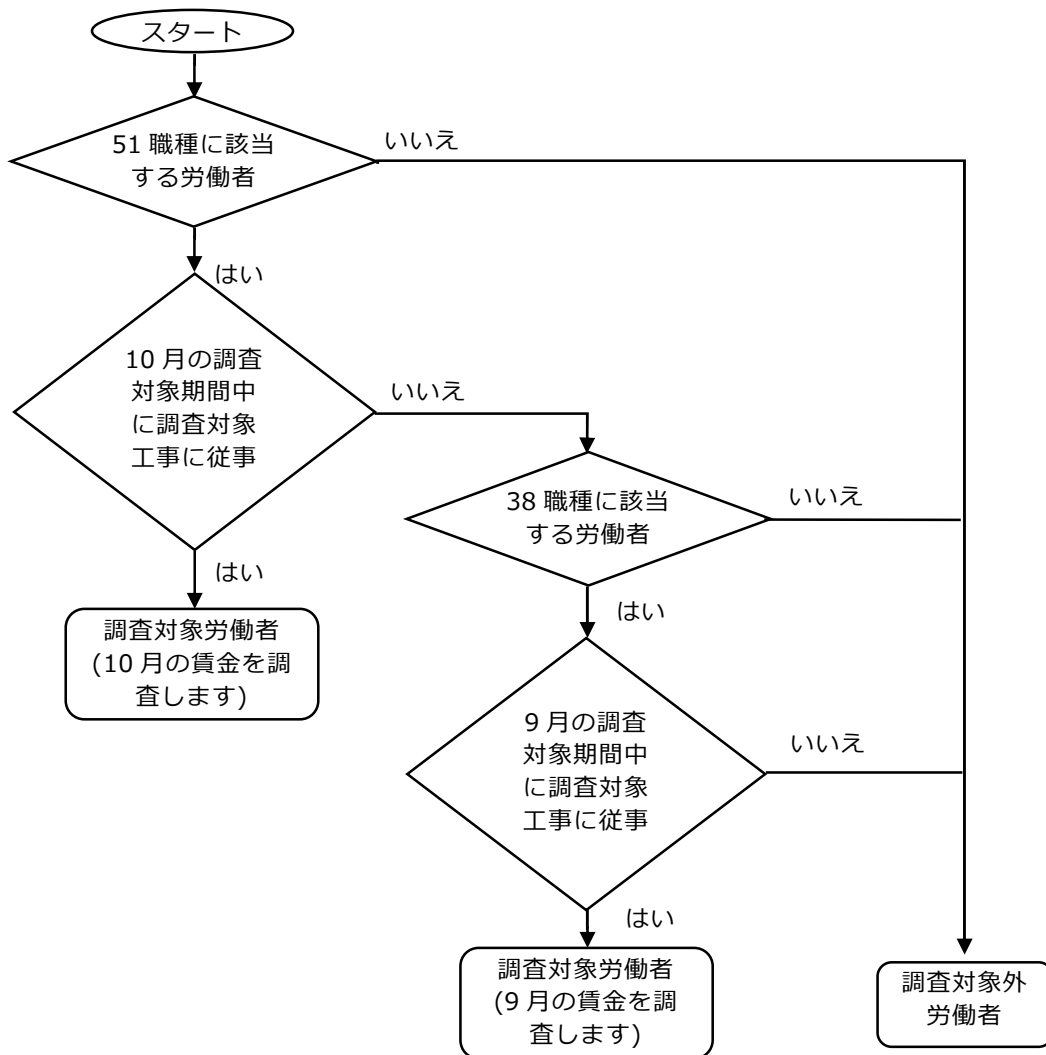 スタート
51 職種に該当
する労働者
いいえ
はい
10 月の調査
対象期間中
に調査対象
工事に従事
いいえ
38 職種に該当
する労働者
いいえ
はい
調査対象労働者
(10 月の賃金を調
査します)
はい
9 月の調査
対象期間中
に調査対象
工事に従事
いいえ
はい
調査対象労働者
(9 月の賃金を調
査します)
調査対象外
労働者